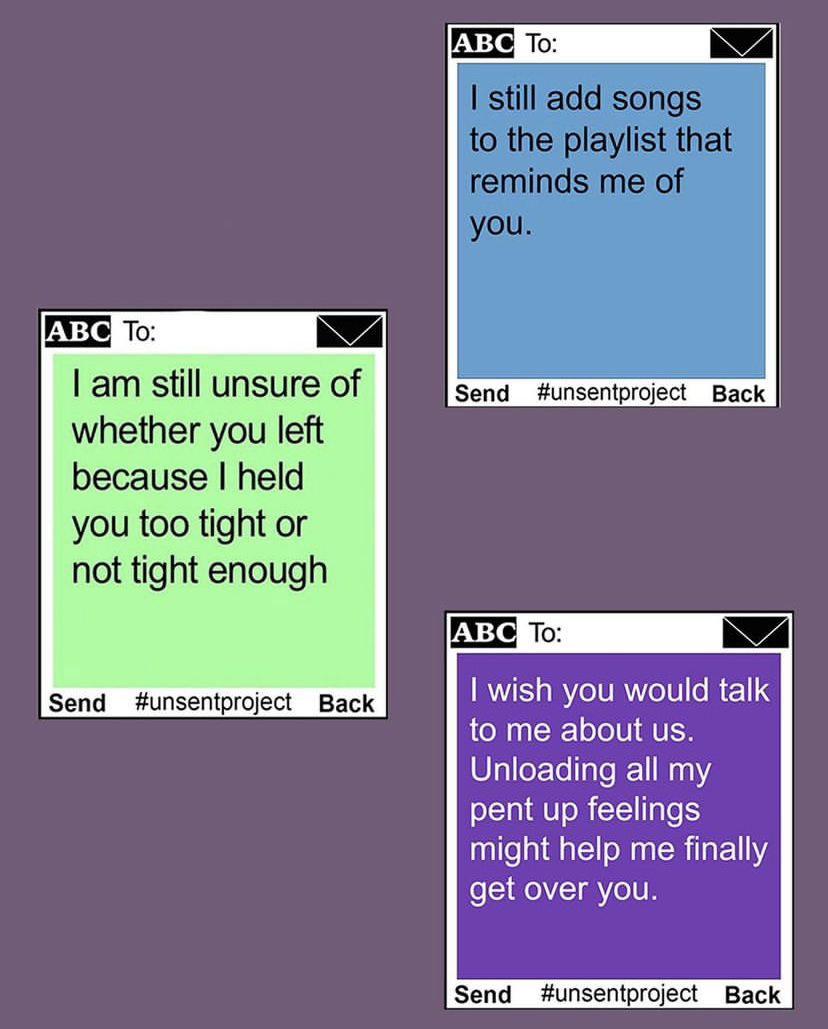 ABC To:
I still add songs
to the playlist that
reminds me of
you.
Send #unsentproject Back
ABC To:
I am still unsure of
whether you left
because I held
you too tight or
not tight enough
Send #unsentproject Back
ABC To:
I wish you would talk
to me about us.
Unloading all my
pent up feelings
might help me finally
get over you.
Send #unsentproject Back